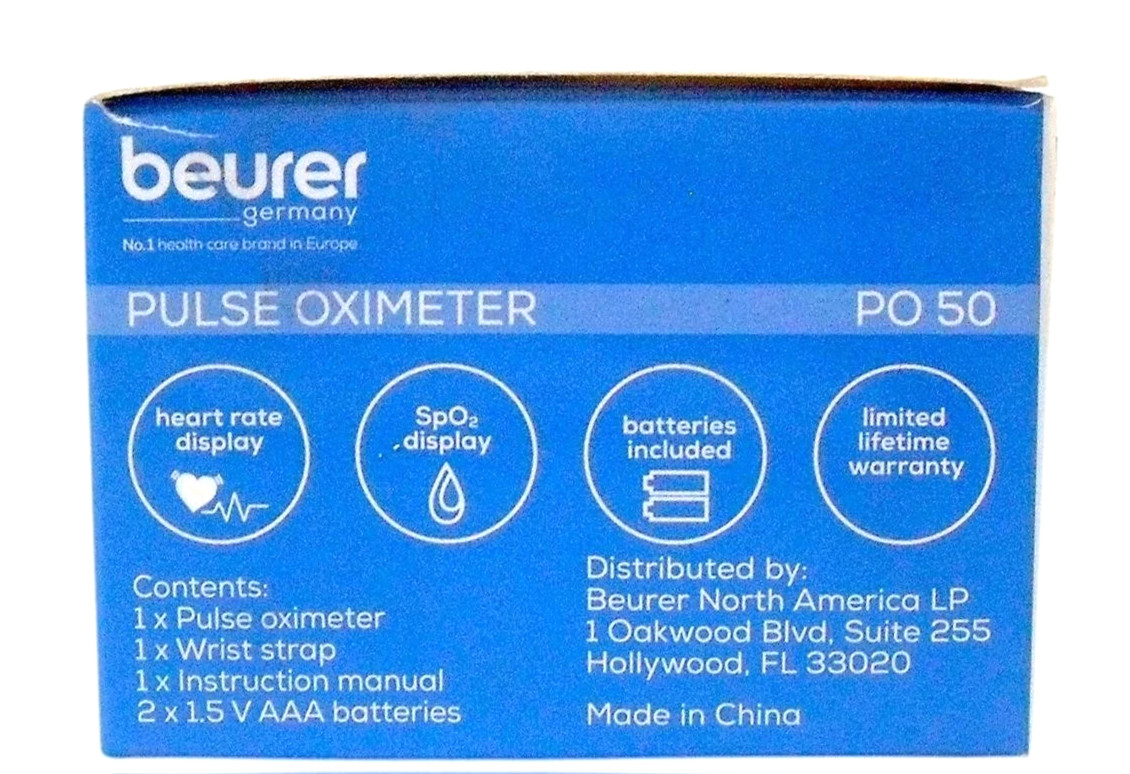 beurer
germany
No.1 health care brand in Europe
PULSE OXIMETER PO 50
heart rate
display
SpO₂
display
batteries
included
limited
lifetime
warranty
Contents:
1 x Pulse oximeter
1 x Wrist strap
1 x Instruction manual
2 x 1.5 V AAA batteries
Distributed by:
Beurer North America LP
1 Oakwood Blvd, Suite 255
Hollywood, FL 33020
Made in China